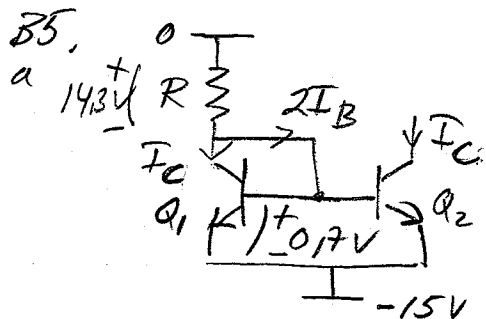 B5.
a
0
+
14,3V
-
R
2I_B
I_C
I_C
Q_1
+
0,7V
-
Q_2
-15V